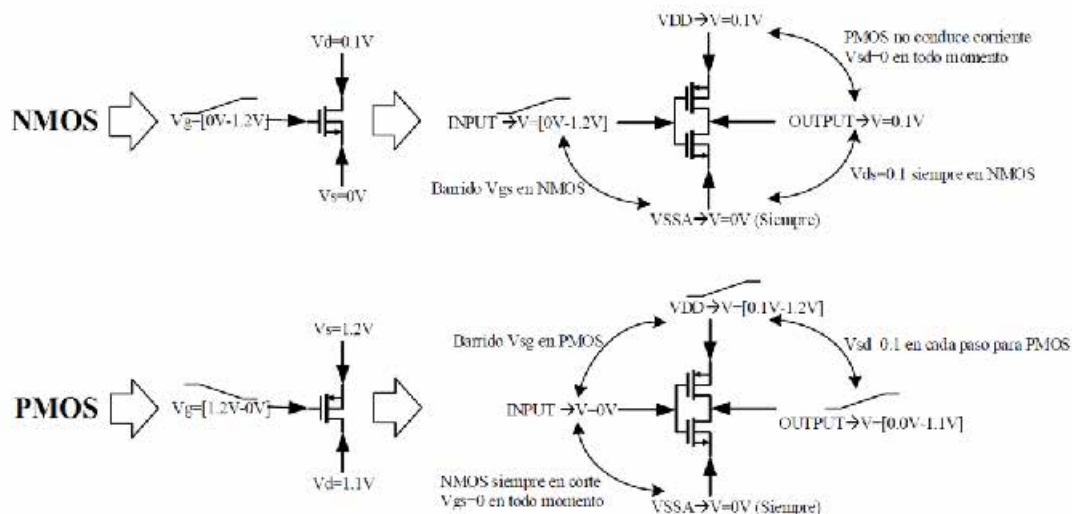 VDD→V=0.1V
Vd=0.1V
PMOS no conduce corriente
Vsd=0 en todo momento
NMOS
Vg=[0V-1.2V]
INPUT →V=[0V-1.2V]
OUTPUT→V=0.1V
Barrido Vgs en NMOS
Vds=0.1 siempre en NMOS
Vs=0V
VSSA→V=0V (Siempre)
VDD→V=[0.1V-1.2V]
Vs=1.2V
Barrido Vsg en PMOS
Vsd=0.1 en cada paso para PMOS
PMOS
Vg=[1.2V-0V]
INPUT →V=0V
OUTPUT→V=[0.0V-1.1V]
Vd=1.1V
NMOS siempre en corte
Vgs=0 en todo momento
VSSA→V=0V (Siempre)